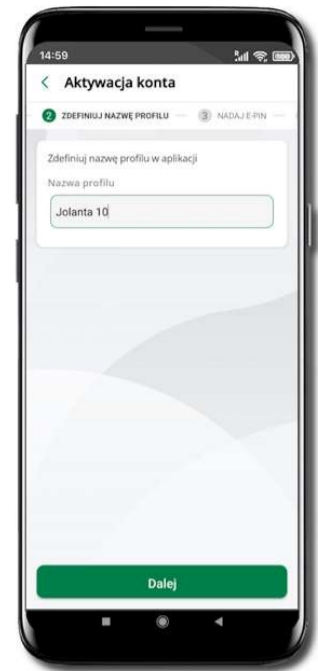 14:59
Aktywacja konta
2 ZDEFINIUJ NAZWĘ PROFILU 3 NADAJ E-PIN
Zdefiniuj nazwę profilu w aplikacji
Nazwa profilu
Jolanta 10
Dalej